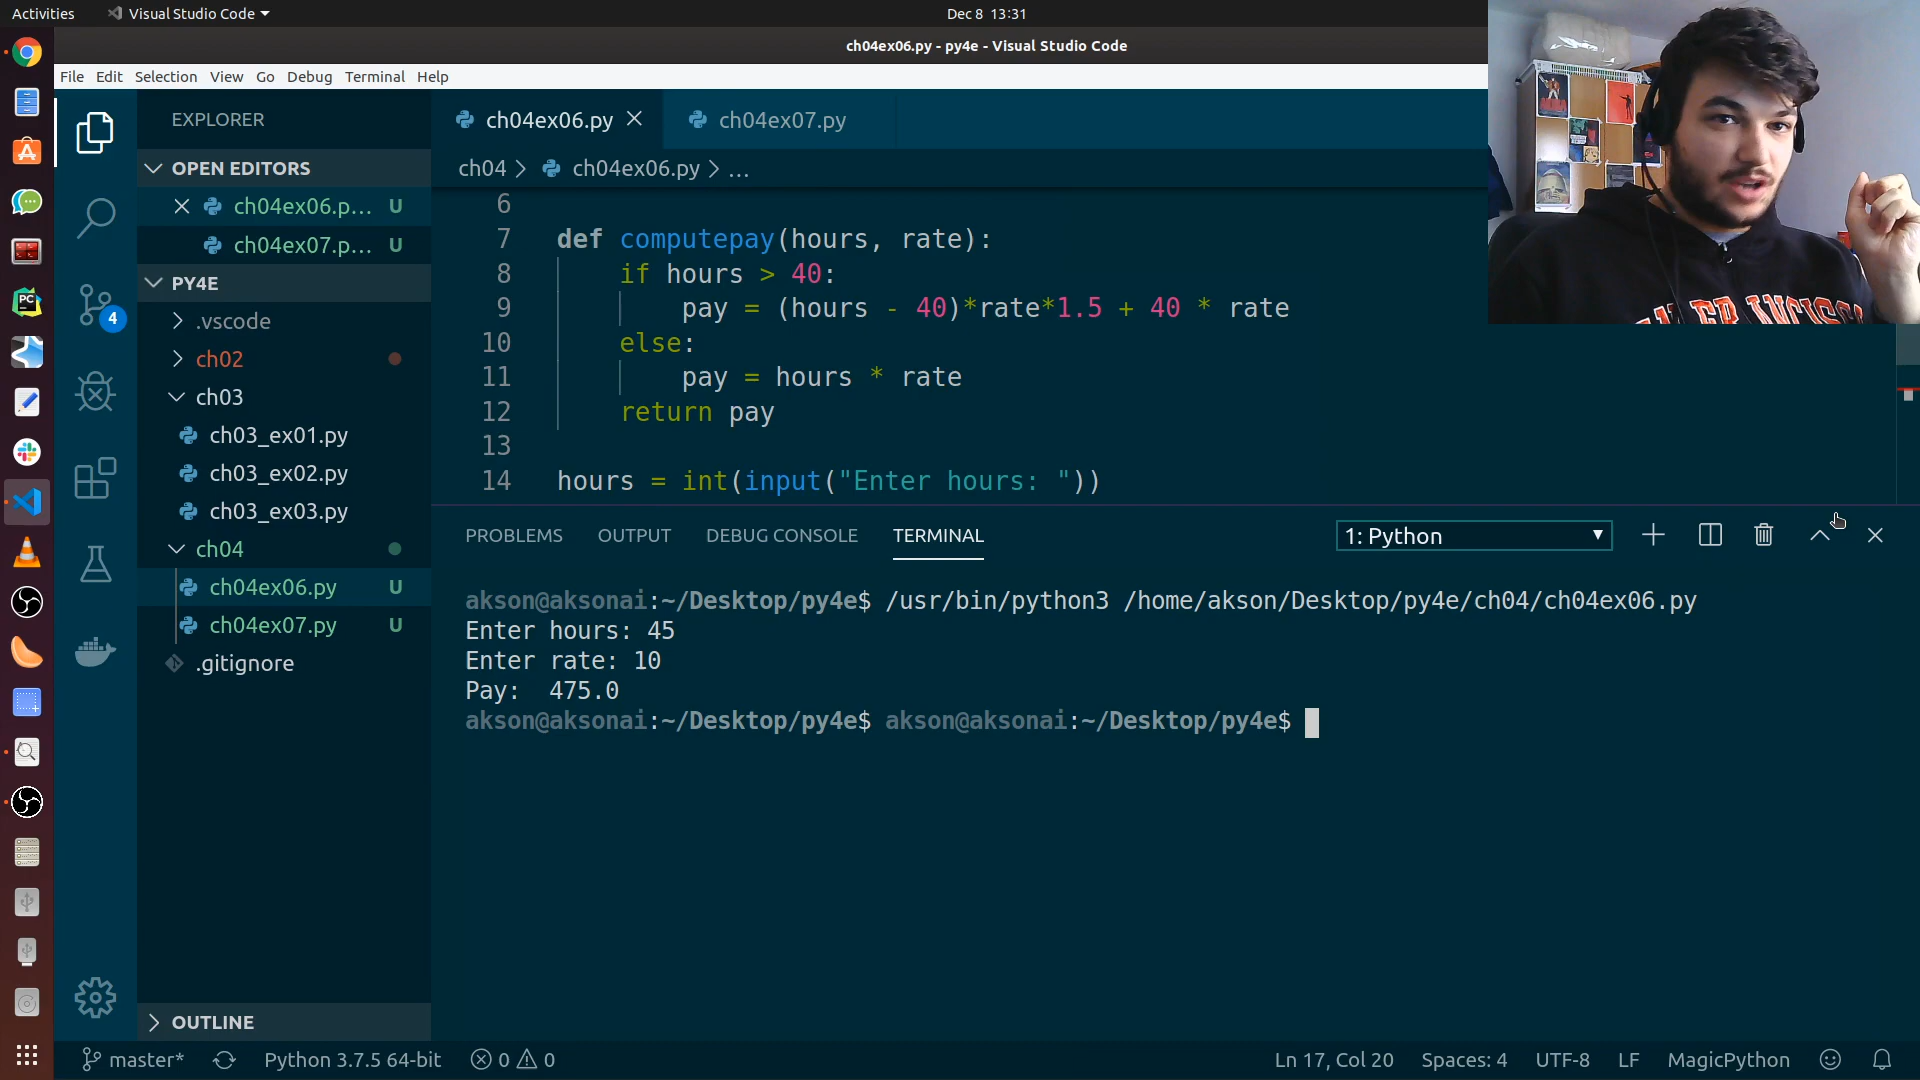 Activities
Visual Studio Code
Dec 8 13:31
ch04ex06.py - py4e - Visual Studio Code
File Edit Selection View Go Debug Terminal Help
EXPLORER
OPEN EDITORS
ch04ex06.p... U
ch04ex07.p... U
PY4E
.vscode
ch02
ch03
ch03_ex01.py
ch03_ex02.py
ch03_ex03.py
ch04
ch04ex06.py U
ch04ex07.py U
.gitignore
OUTLINE
4
PC
ch04ex06.py
ch04ex07.py
ch04 > ch04ex06.py > ...
6
7 def computepay(hours, rate):
8 if hours > 40:
9 pay = (hours - 40)*rate*1.5 + 40 * rate
10 else:
11 pay = hours * rate
12 return pay
13
14 hours = int(input("Enter hours: "))
PROBLEMS OUTPUT DEBUG CONSOLE TERMINAL
1: Python
akson@aksonai:~/Desktop/py4e$ /usr/bin/python3 /home/akson/Desktop/py4e/ch04/ch04ex06.py
Enter hours: 45
Enter rate: 10
Pay:  475.0
akson@aksonai:~/Desktop/py4e$ akson@aksonai:~/Desktop/py4e$
master* Python 3.7.5 64-bit 0 0 Ln 17, Col 20 Spaces: 4 UTF-8 LF MagicPython